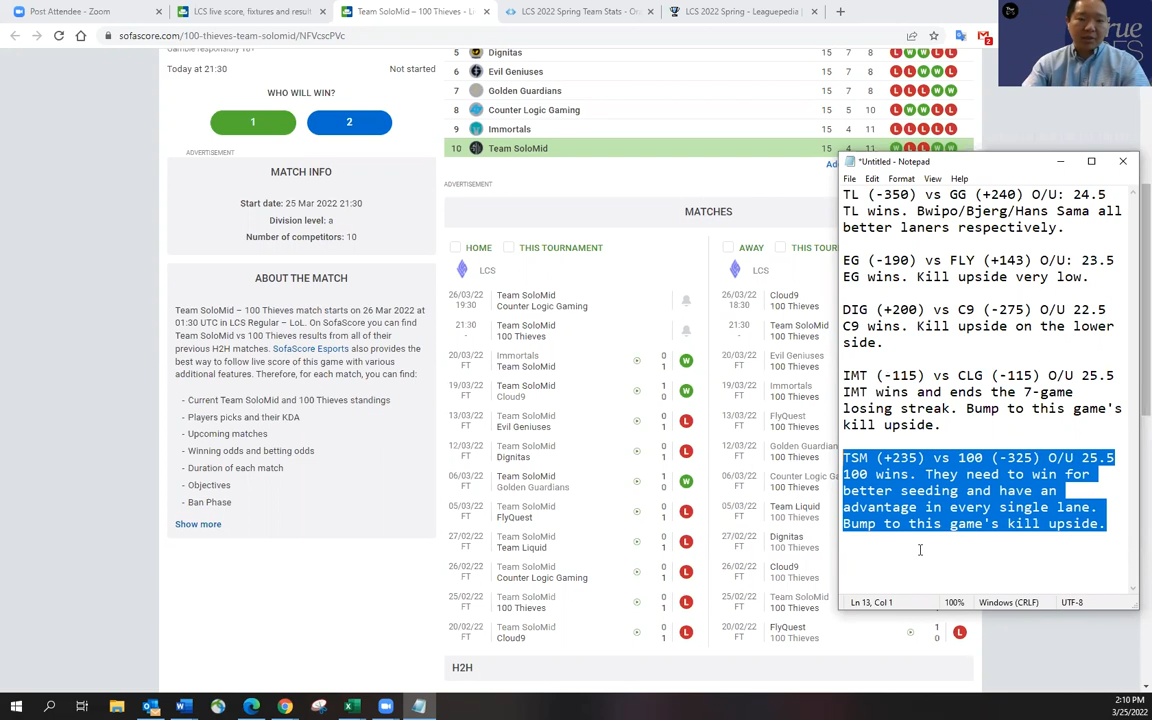 Post Attendee - Zoom
LCS live score, fixtures and result
Team SoloMid – 100 Thieves - Li
LCS 2022 Spring Team Stats - Ora
LCS 2022 Spring - Leaguepedia |
sofascore.com/100-thieves-team-solomid/NFVcscPVc
2
Gamble responsibly 18+
Today at 21:30 Not started
WHO WILL WIN?
1 2
ADVERTISEMENT
MATCH INFO
Start date: 25 Mar 2022 21:30
Division level: a
Number of competitors: 10
ABOUT THE MATCH
Team SoloMid – 100 Thieves match starts on 26 Mar 2022 at
01:30 UTC in LCS Regular – LoL. On SofaScore you can find
Team SoloMid vs 100 Thieves results from all of their
previous H2H matches. SofaScore Esports also provides the
best way to follow live score of this game with various
additional features. Therefore, for each match, you can find:
- Current Team SoloMid and 100 Thieves standings
- Players picks and their KDA
- Upcoming matches
- Winning odds and betting odds
- Duration of each match
- Objectives
- Ban Phase
Show more
5 Dignitas 15 7 8 L W W L L
6 Evil Geniuses 15 7 8 L L W W L
7 Golden Guardians 15 7 8 L L L W W
8 Counter Logic Gaming 15 5 10 L W W L L
9 Immortals 15 4 11 L L L L L
10 Team SoloMid 15 4 11 W L L W W
Ad
ADVERTISEMENT
MATCHES
HOME THIS TOURNAMENT
LCS
26/03/22 Team SoloMid
19:30 Counter Logic Gaming
21:30 Team SoloMid
- 100 Thieves
20/03/22 Immortals 0
FT Team SoloMid 1 W
19/03/22 Team SoloMid 1
FT Cloud9 0 W
13/03/22 Team SoloMid 0
FT Evil Geniuses 1 L
12/03/22 Team SoloMid 0
FT Dignitas 1 L
06/03/22 Team SoloMid 1
FT Golden Guardians 0 W
05/03/22 Team SoloMid 0
FT FlyQuest 1 L
27/02/22 Team SoloMid 0
FT Team Liquid 1 L
26/02/22 Team SoloMid 0
FT Counter Logic Gaming 1 L
25/02/22 Team SoloMid 0
FT 100 Thieves 1 L
20/02/22 Team SoloMid 0
FT Cloud9 1 L
AWAY THIS TOUR
LCS
26/03/22 Cloud9
18:30 100 Thieves
21:30 Team SoloMid
- 100 Thieves
20/03/22 Evil Geniuses
FT 100 Thieves
19/03/22 Immortals
FT 100 Thieves
13/03/22 FlyQuest
FT 100 Thieves
12/03/22 Golden Guardian
FT 100 Thieves
06/03/22 Counter Logic G
FT 100 Thieves
05/03/22 Team Liquid
FT 100 Thieves
27/02/22 Dignitas
FT 100 Thieves
26/02/22 Cloud9
FT 100 Thieves
25/02/22 Team SoloMid
FT 100 Thieves
20/02/22 FlyQuest 1
FT 100 Thieves 0 L
H2H
*Untitled - Notepad
File Edit Format View Help
TL (-350) vs GG (+240) O/U: 24.5
TL wins. Bwipo/Bjerg/Hans Sama all
better laners respectively.
EG (-190) vs FLY (+143) O/U: 23.5
EG wins. Kill upside very low.
DIG (+200) vs C9 (-275) O/U 22.5
C9 wins. Kill upside on the lower
side.
IMT (-115) vs CLG (-115) O/U 25.5
IMT wins and ends the 7-game
losing streak. Bump to this game's
kill upside.
TSM (+235) vs 100 (-325) O/U 25.5
100 wins. They need to win for
better seeding and have an
advantage in every single lane.
Bump to this game's kill upside.
Ln 13, Col 1 100% Windows (CRLF) UTF-8
2:10 PM
3/25/2022